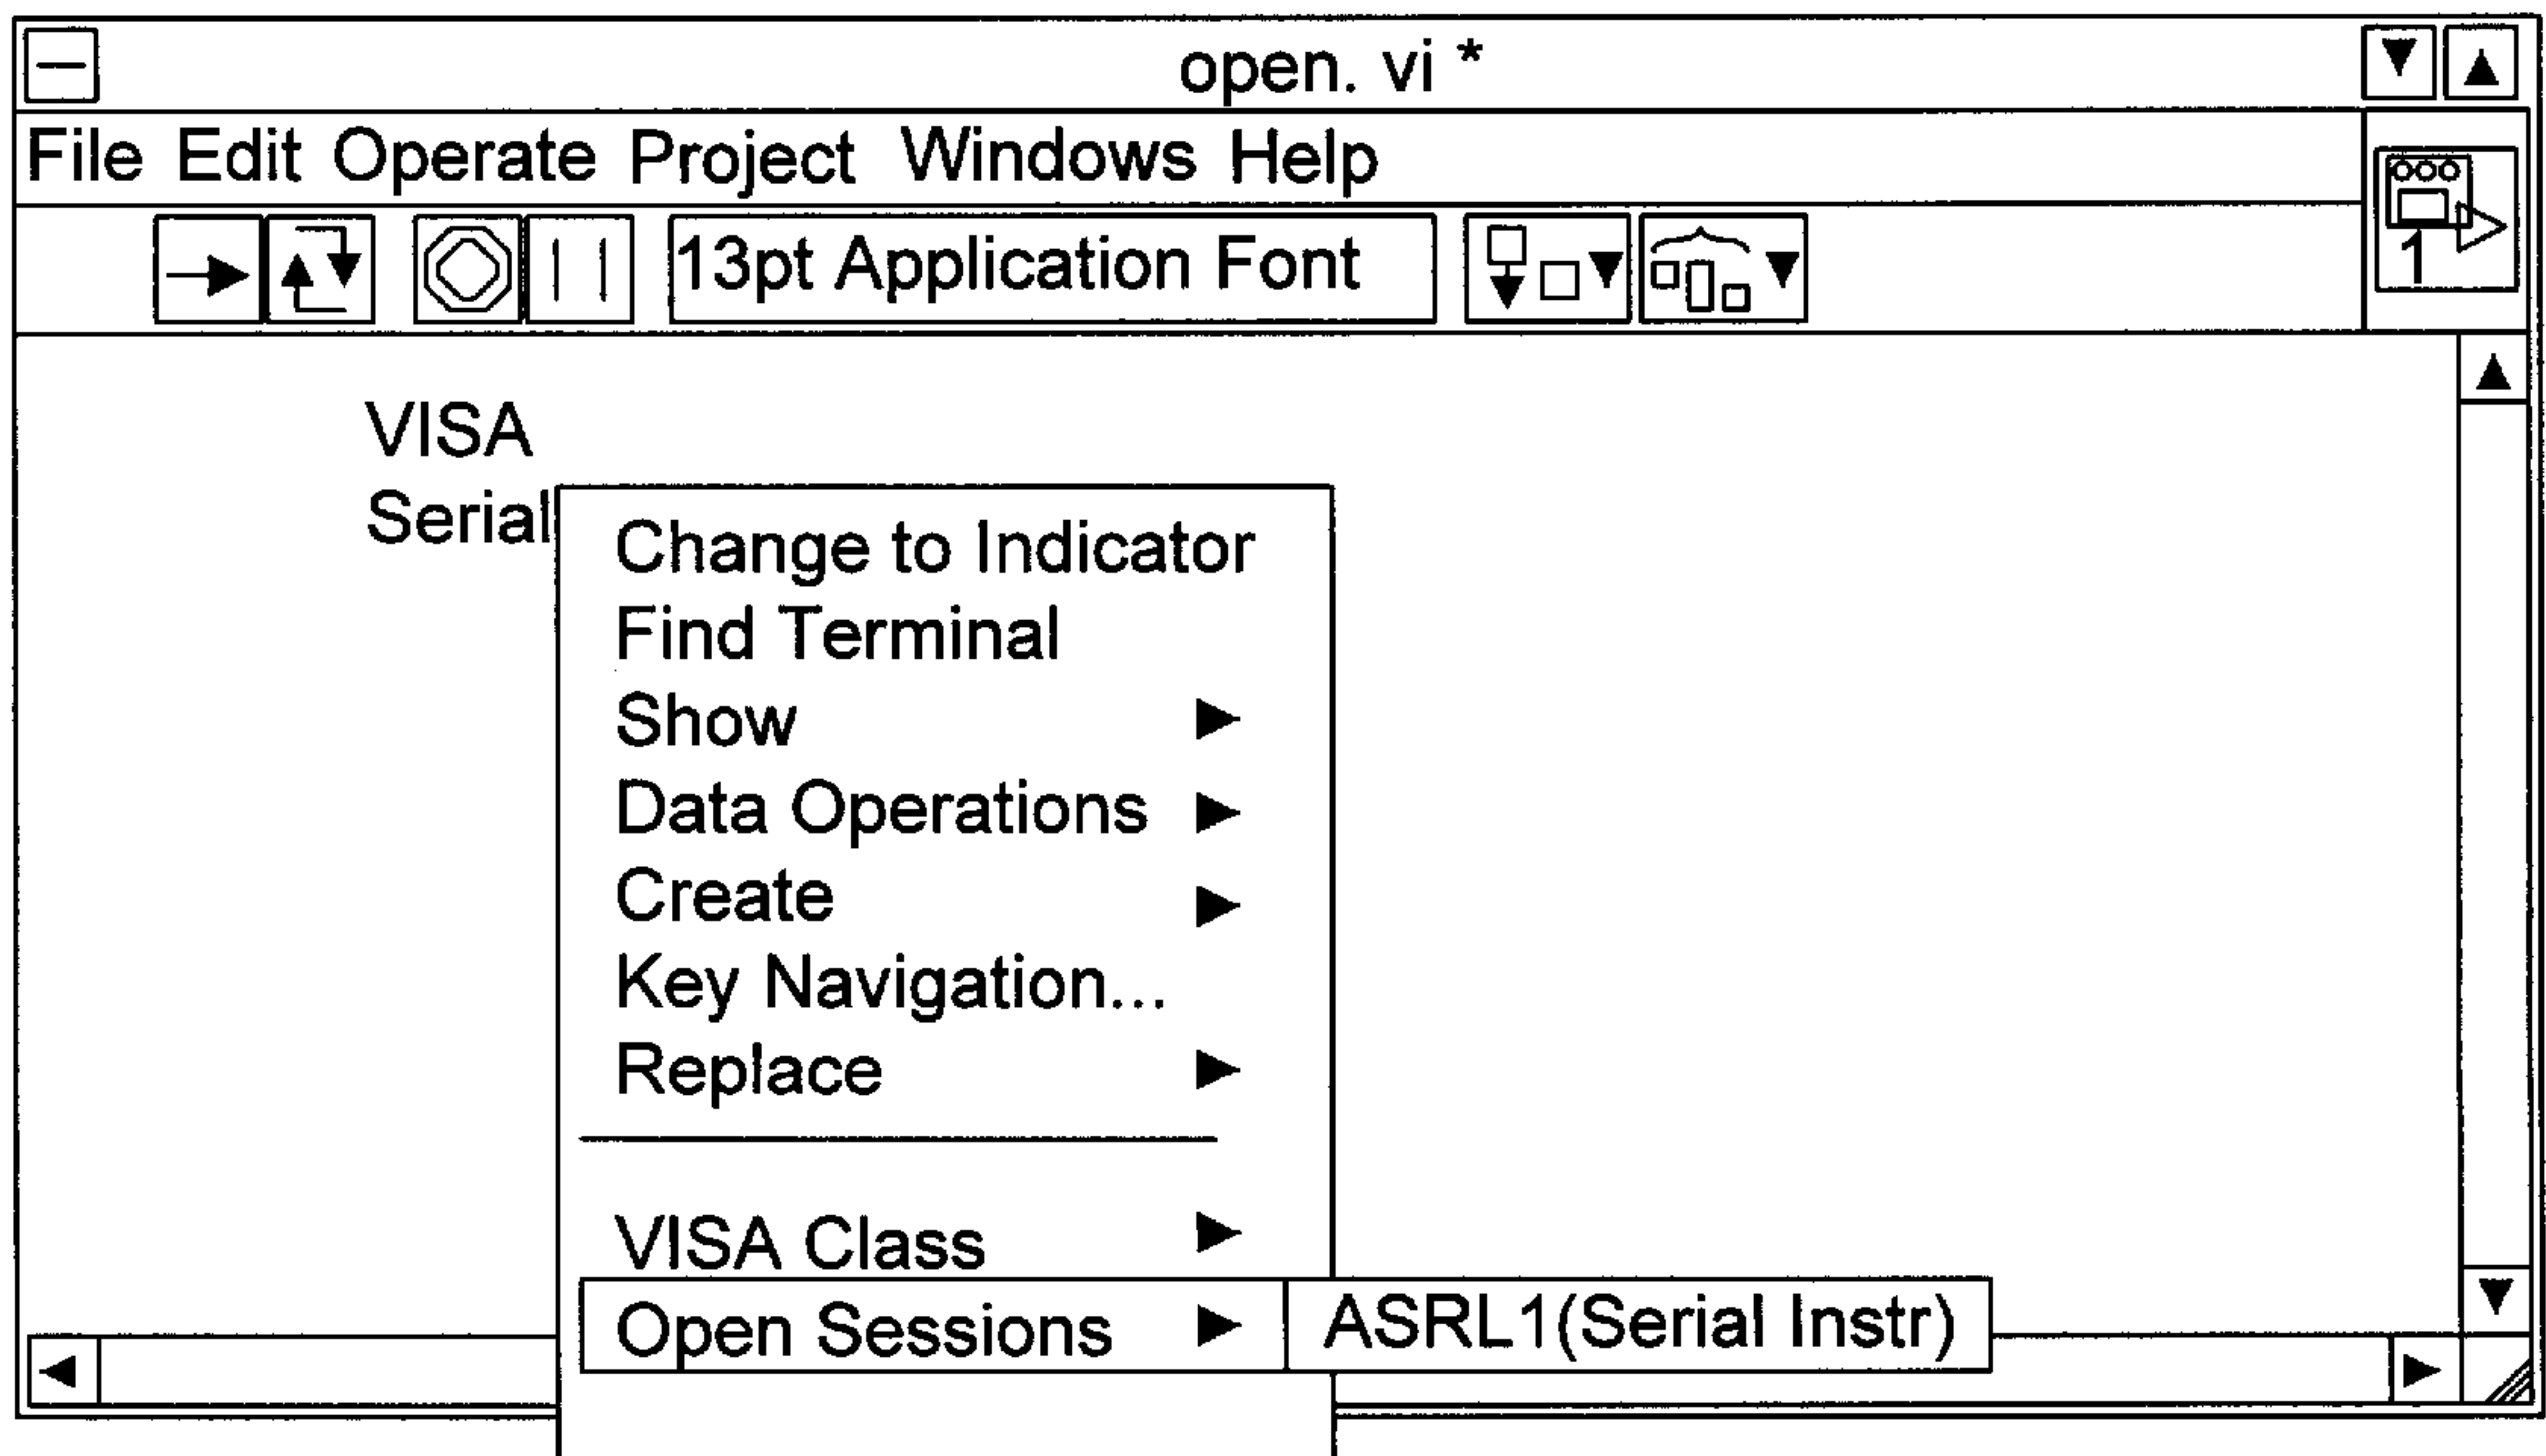 open. vi *
File Edit Operate Project Windows Help
13pt Application Font
1
VISA
Serial
Change to Indicator
Find Terminal
Show
Data Operations
Create
Key Navigation...
Replace
VISA Class
Open Sessions
ASRL1(Serial Instr)